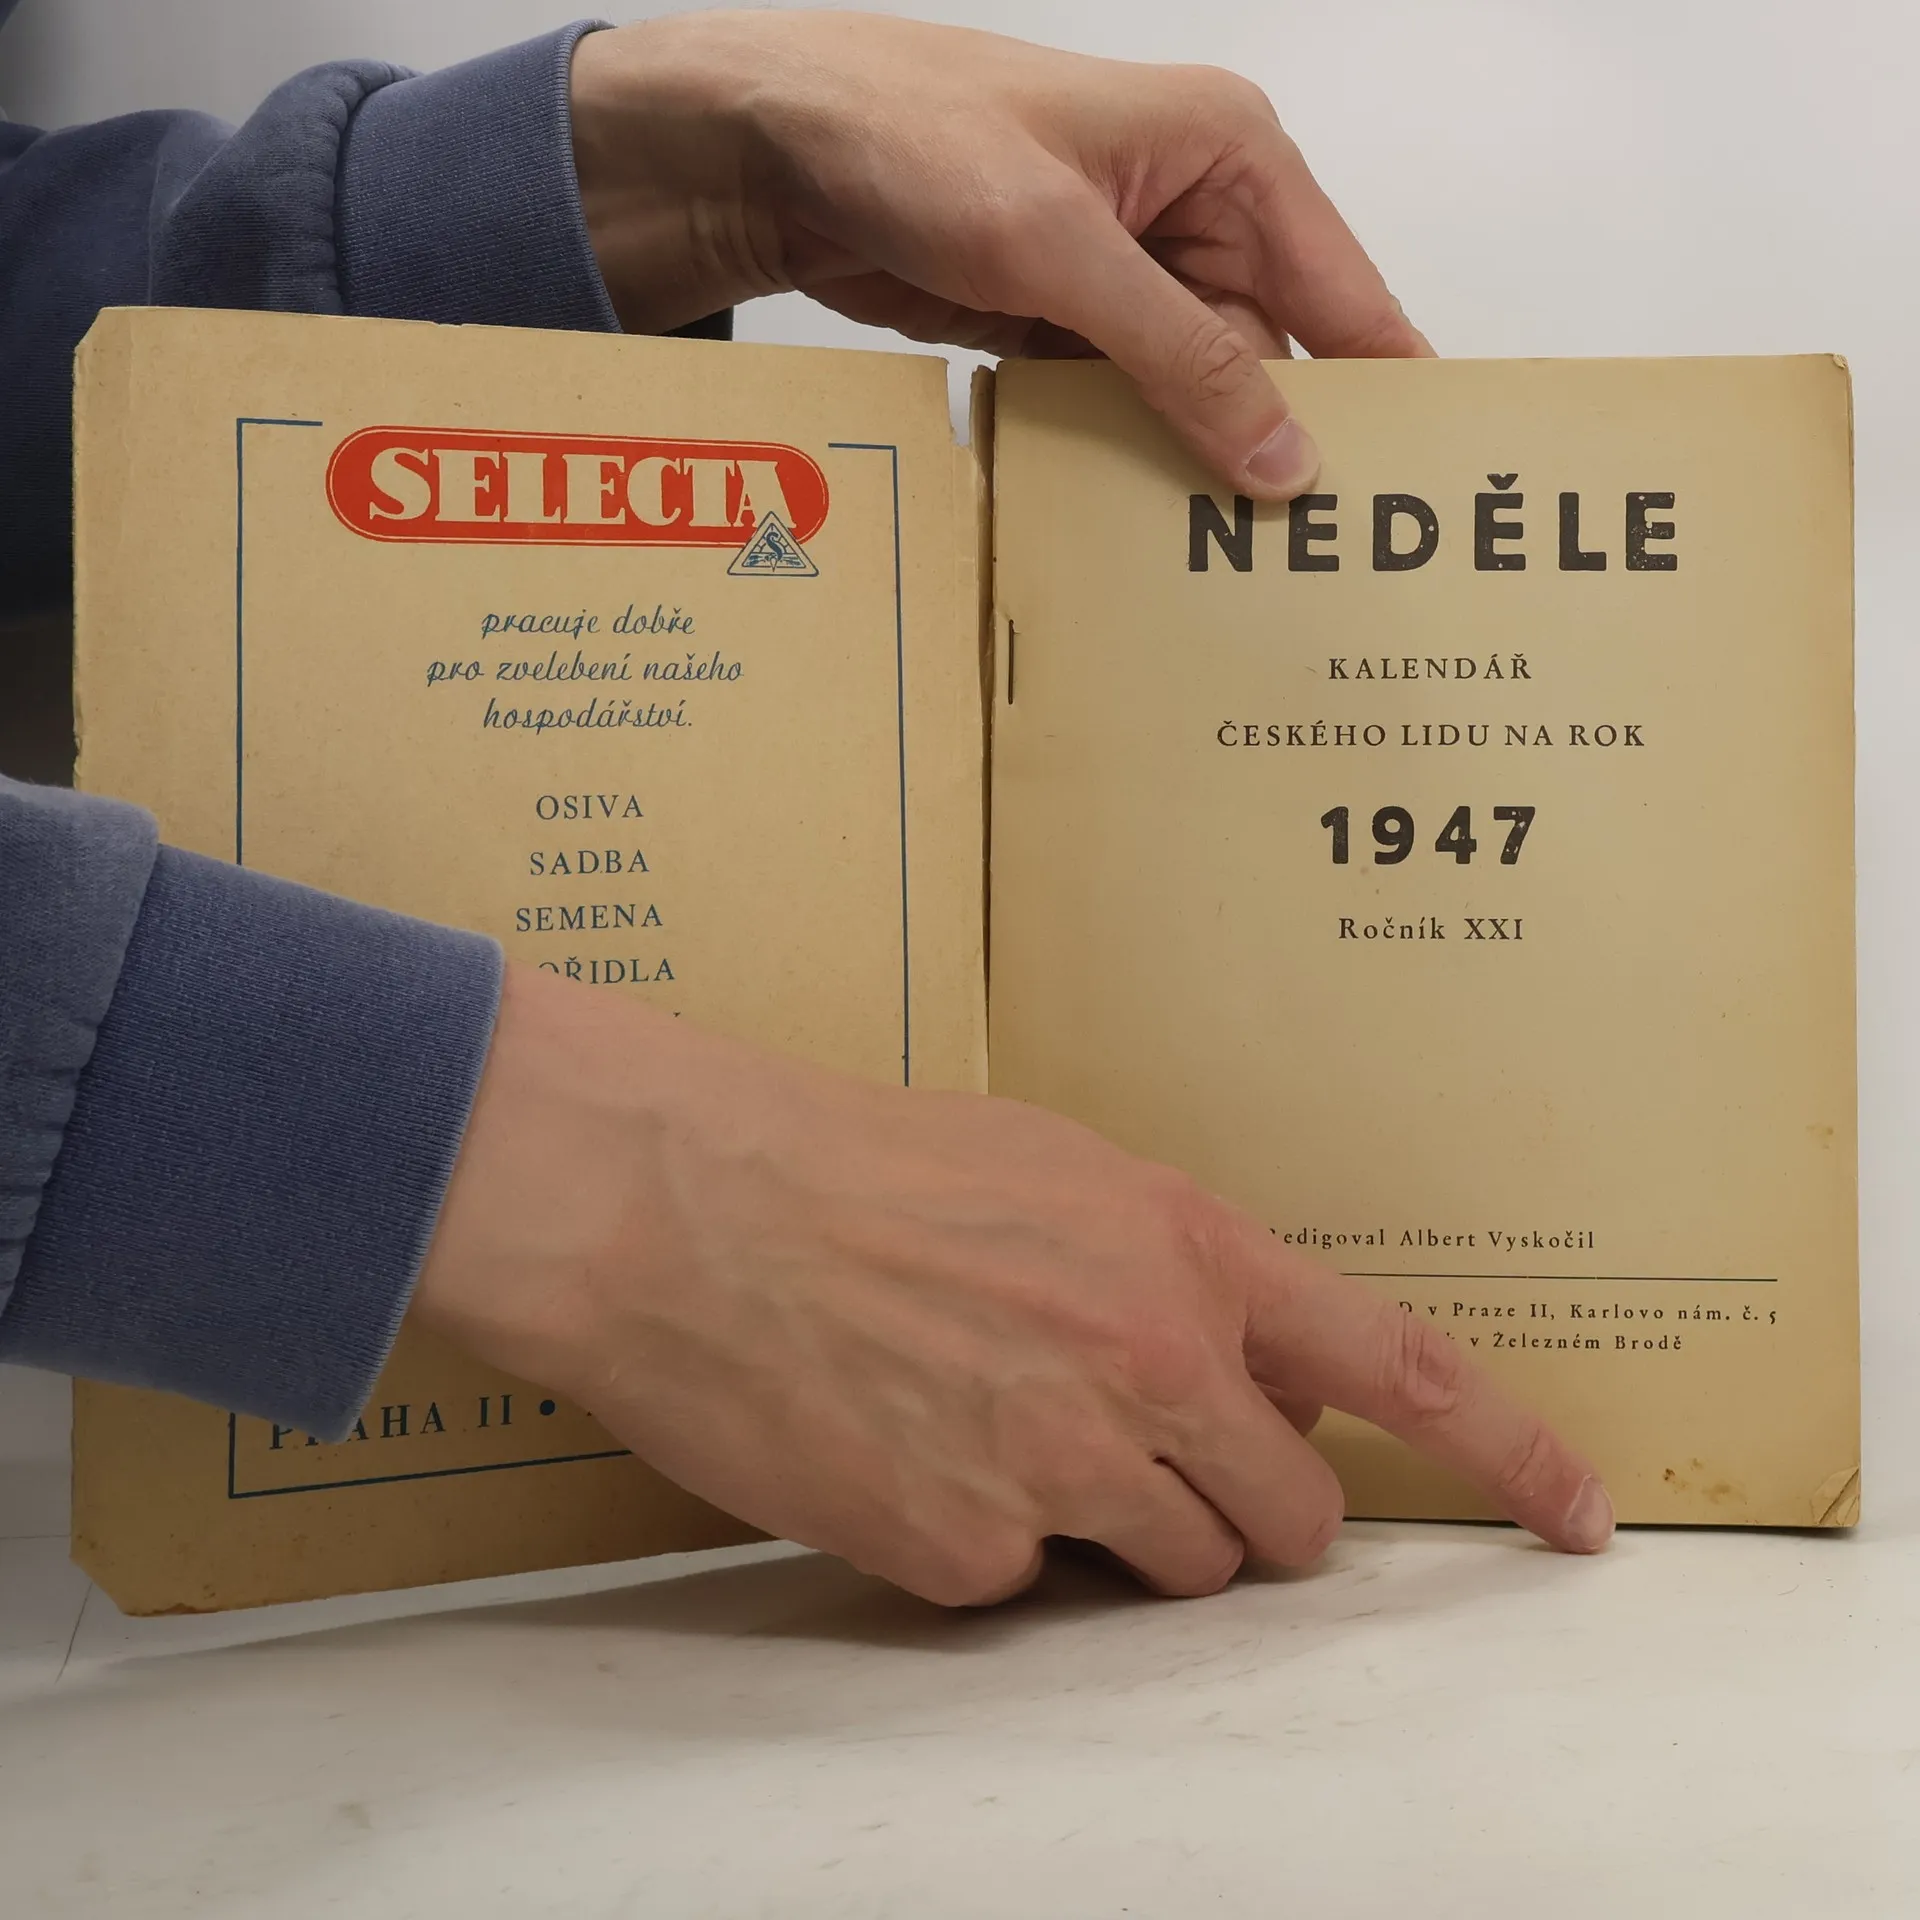 SELECTA
pracuje dobře
pro zvelebení našeho
hospodářství.
OSIVA
SADBA
SEMENA
PRAHA II •
NEDĚLE
KALENDÁŘ
ČESKÉHO LIDU NA ROK
1947
Ročník XXI
Redigoval Albert Vyskočil
v Praze II, Karlovo nám. č. 5
v Železném Brodě